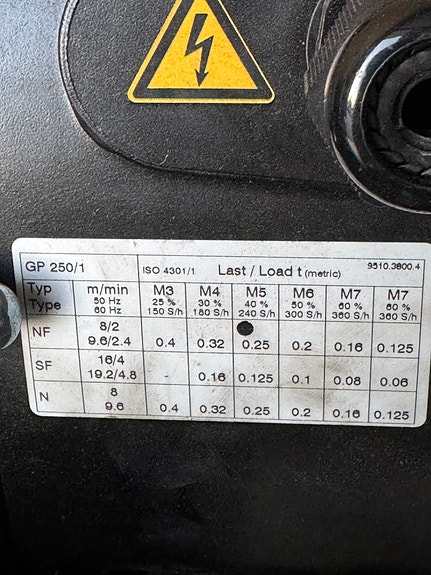 GP 250/1 ISO 4301/1 Last / Load t (metric) 9510.3800.4
Typ m/min M3 M4 M5 M6 M7 M7
Type 50 Hz 25 % 30 % 40 % 50 % 60 % 60 %
60 Hz 150 S/h 180 S/h 240 S/h 300 S/h 360 S/h 360 S/h
NF 8/2
9.6/2.4 0.4 0.32 0.25 0.2 0.16 0.125
SF 16/4
19.2/4.8 - 0.16 0.125 0.1 0.08 0.06
N 8
9.6 0.4 0.32 0.25 0.2 0.16 0.125